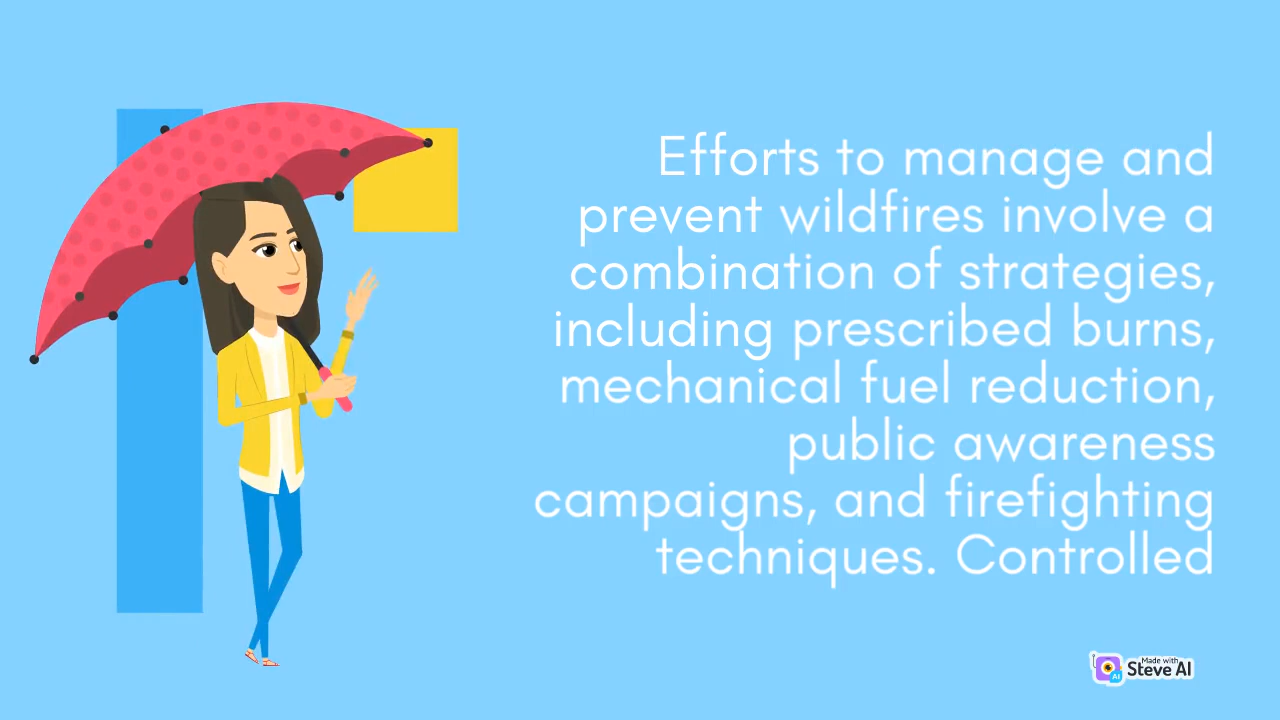 Efforts to manage and
prevent wildfires involve a
combination of strategies,
including prescribed burns,
mechanical fuel reduction,
public awareness
campaigns, and firefighting
techniques. Controlled
Made with
Steve AI
AI